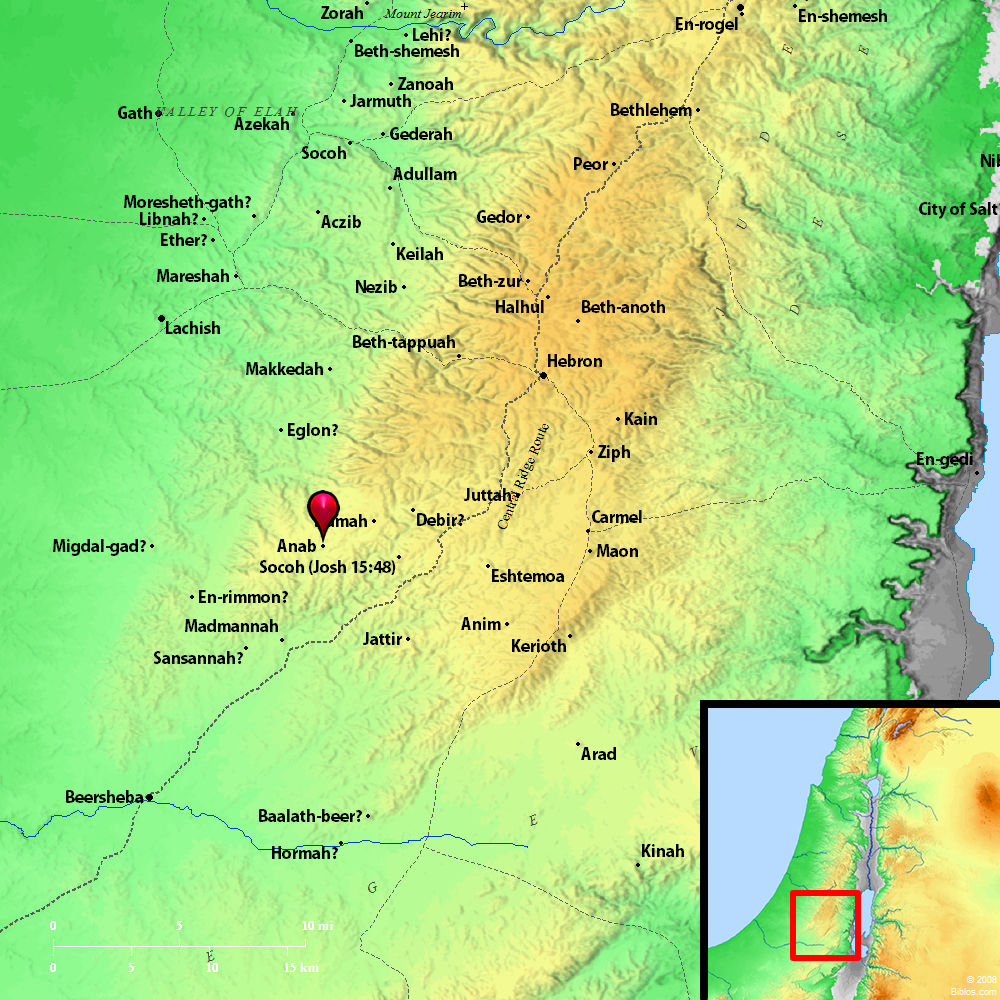 Zorah
Mount Jearim
En-rogel
En-shemesh
Lehi?
Beth-shemesh
Zanoah
Jarmuth
Gath
VALLEY OF ELAH
Azekah
Bethlehem
Gederah
Socoh
Adullam
Peor
Nib
Moresheth-gath?
Libnah?
Aczib
Gedor
City of Salt
Ether?
Keilah
Mareshah
Nezib
Beth-zur
Halhul
Beth-anoth
Lachish
Beth-tappuah
Makkedah
Hebron
Eglon?
Kain
Central Ridge Route
Ziph
En-gedi
Juttah
mah
Debir?
Carmel
Anab
Migdal-gad?
Maon
Socoh (Josh 15:48)
Eshtemoa
En-rimmon?
Madmannah
Anim
Jattir
Kerioth
Sansannah?
Arad
Beersheba
Baalath-beer?
Hormah?
Kinah
J U D E
D E S E
N E G E V
0 5 10 mi
0 5 10 15 km
© 2008
Biblos.com